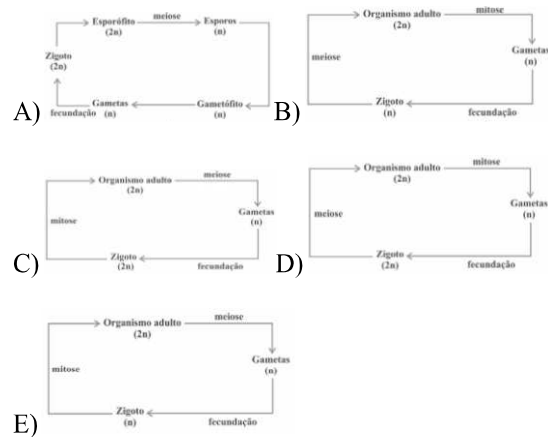 Esporófito meiose Esporos
(2n) (n)
Zigoto
(2n)
Gametas Gametófito
fecundação (n) (n)
A)
Organismo adulto mitose
(2n)
Gametas
(n)
meiose
Zigoto fecundação
(n)
B)
Organismo adulto meiose
(2n)
Gametas
(n)
mitose
Zigoto fecundação
(2n)
C)
Organismo adulto mitose
(2n)
Gametas
(n)
meiose
Zigoto fecundação
(2n)
D)
Organismo adulto meiose
(2n)
Gametas
(n)
mitose
Zigoto fecundação
(n)
E)